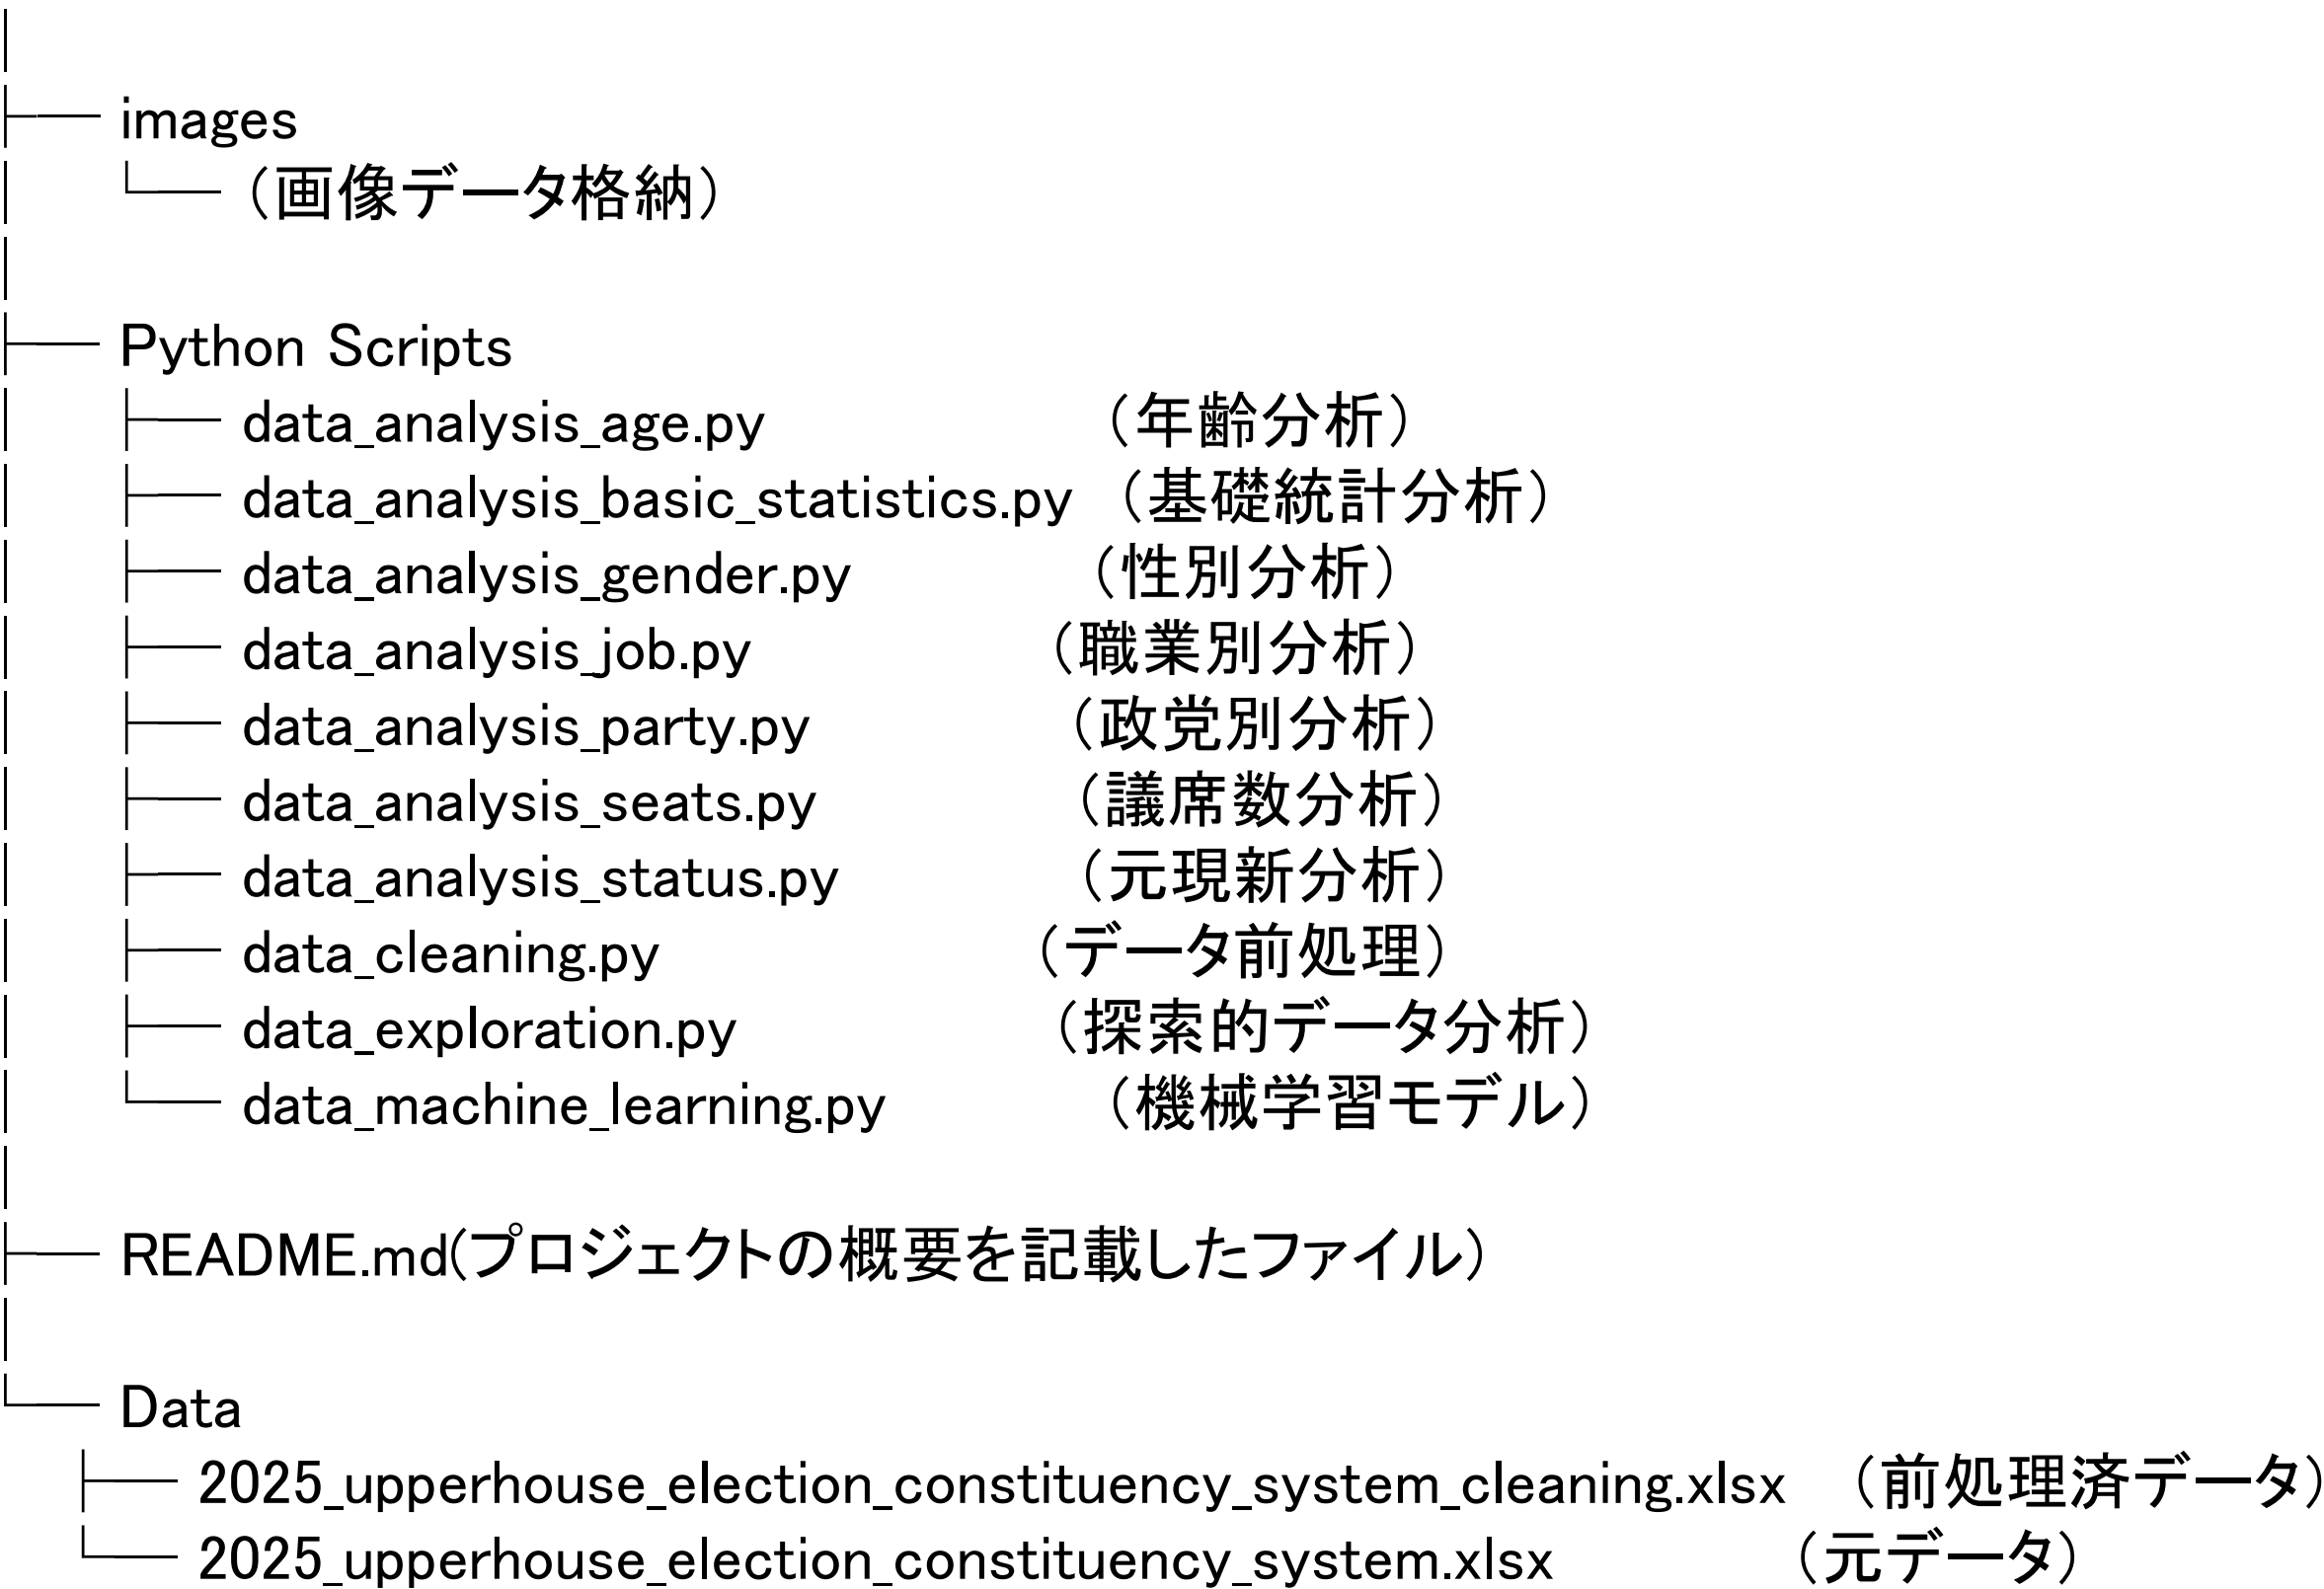 │
├── images
│   └── （画像データ格納）
│
├── Python Scripts
│   ├── data_analysis_age.py （年齢分析）
│   ├── data_analysis_basic_statistics.py （基礎統計分析）
│   ├── data_analysis_gender.py （性別分析）
│   ├── data_analysis_job.py （職業別分析）
│   ├── data_analysis_party.py （政党別分析）
│   ├── data_analysis_seats.py （議席数分析）
│   ├── data_analysis_status.py （元現新分析）
│   ├── data_cleaning.py （データ前処理）
│   ├── data_exploration.py （探索的データ分析）
│   └── data_machine_learning.py （機械学習モデル）
│
├── README.md(プロジェクトの概要を記載したファイル）
│
└── Data
    ├── 2025_upperhouse_election_constituency_system_cleaning.xlsx （前処理済データ）
    └── 2025_upperhouse_election_constituency_system.xlsx （元データ）